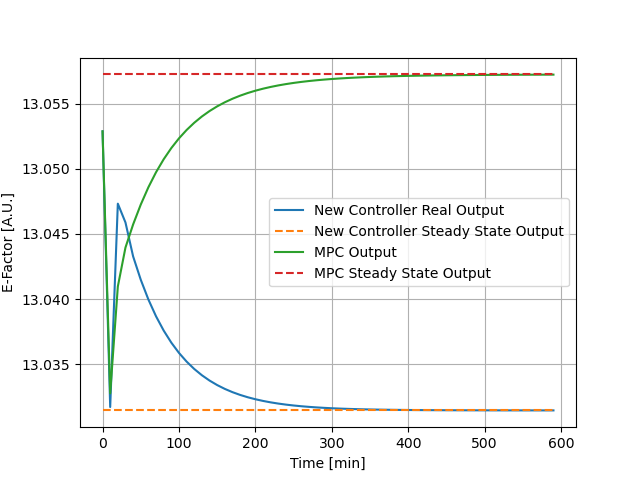 E-Factor [A.U.]
13.055
13.050
13.045
13.040
13.035
New Controller Real Output
New Controller Steady State Output
MPC Output
MPC Steady State Output
0 100 200 300 400 500 600
Time [min]